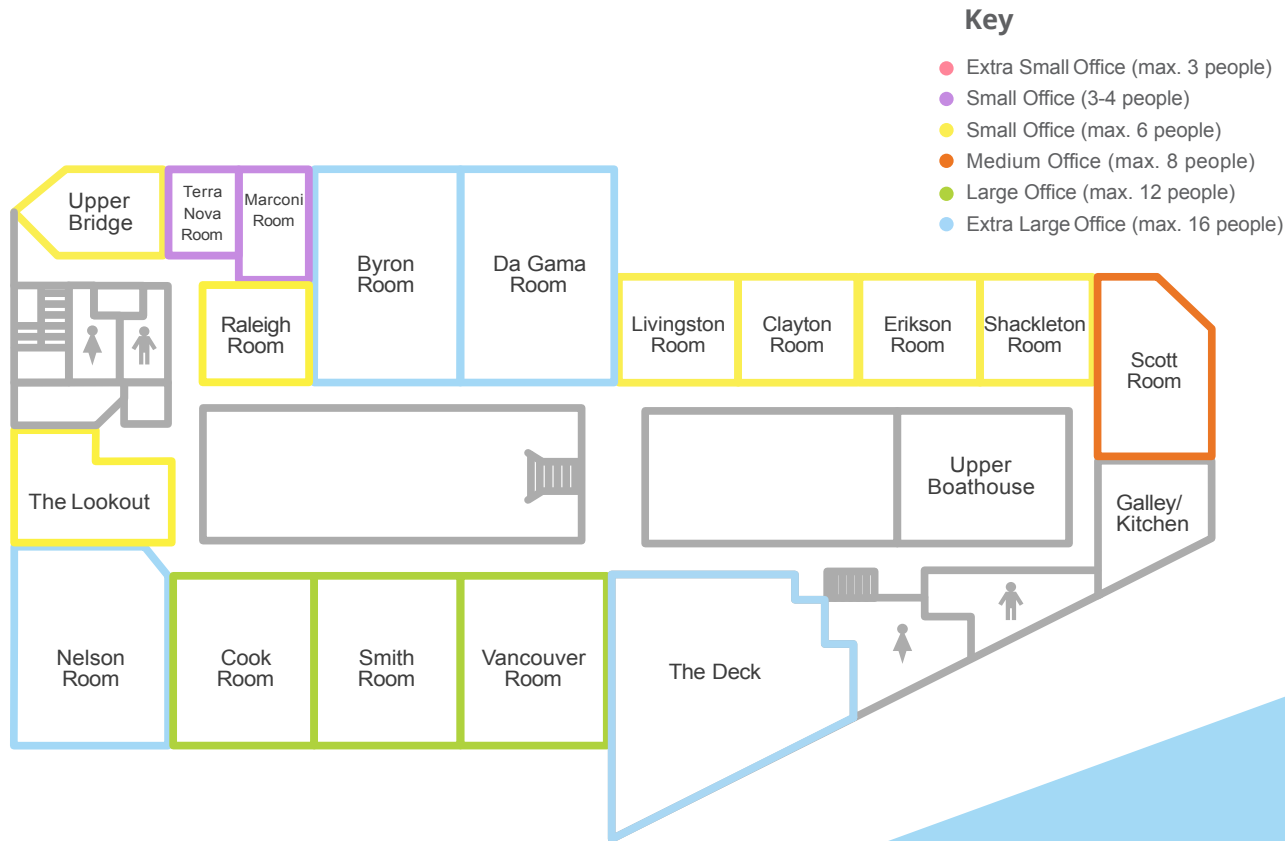 Key
Extra Small Office (max. 3 people)
Small Office (3-4 people)
Small Office (max. 6 people)
Medium Office (max. 8 people)
Large Office (max. 12 people)
Extra Large Office (max. 16 people)
Upper
Bridge
Terra
Nova
Room
Marconi
Room
Byron
Room
Da Gama
Room
Raleigh
Room
Livingston
Room
Clayton
Room
Erikson
Room
Shackleton
Room
Scott
Room
The Lookout
Upper
Boathouse
Galley/
Kitchen
Nelson
Room
Cook
Room
Smith
Room
Vancouver
Room
The Deck